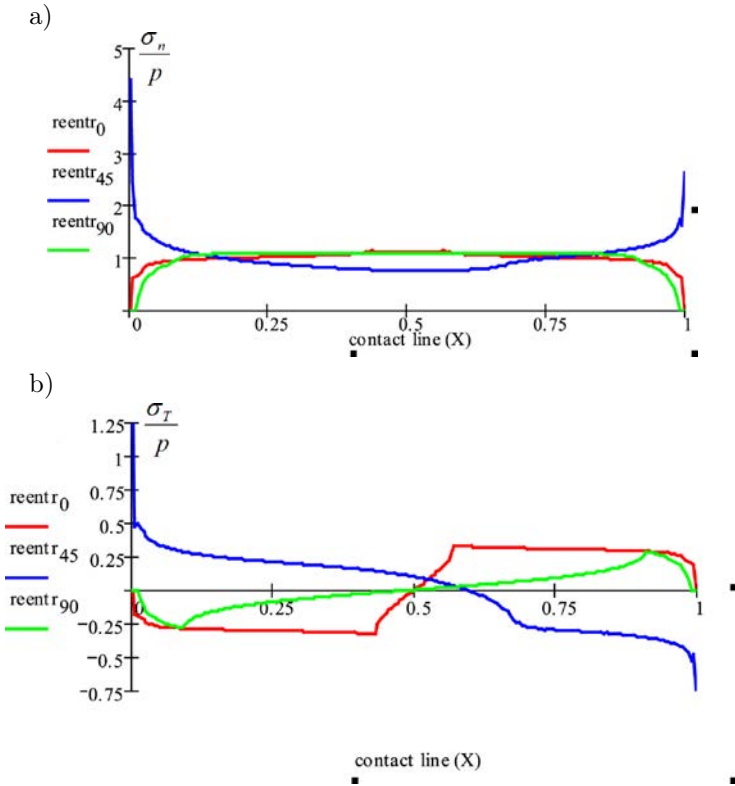 a)
σₙ/p
5
4
3
2
1
reentr₀
reentr₄₅
reentr₉₀
0 0.25 0.5 0.75 1
contact line (X)
b)
σ_T/p
1.25
1
0.75
0.5
0.25
−0.25
−0.5
−0.75
reentr₀
reentr₄₅
reentr₉₀
0 0.25 0.5 0.75 1
contact line (X)